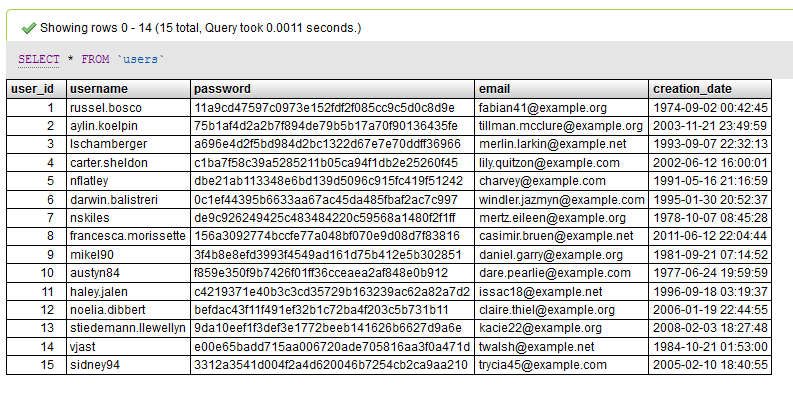 Showing rows 0 - 14 (15 total, Query took 0.0011 seconds.)
SELECT * FROM `users`
user_id username password email creation_date
1 russel.bosco 11a9cd47597c0973e152fdf2f085cc9c5d0c8d9e fabian41@example.org 1974-09-02 00:42:45
2 aylin.koelpin 75b1af4d2a2b7f894de79b5b17a70f90136435fe tillman.mcclure@example.org 2003-11-21 23:49:59
3 lschamberger a696e4d2f5bd984d2bc1322d67e7e70ddff36966 merlin.larkin@example.net 1993-09-07 22:32:13
4 carter.sheldon c1ba7f58c39a5285211b05ca94f1db2e25260f45 lily.quitzon@example.com 2002-06-12 16:00:01
5 nflatley dbe21ab113348e6bd139d5096c915fc419f51242 charvey@example.com 1991-05-16 21:16:59
6 darwin.balistreri 0c1ef44395b6633aa67ac45da485fbaf2ac7c997 windler.jazmyn@example.com 1995-01-30 20:52:37
7 nskiles de9c926249425c483484220c59568a1480f2f1ff mertz.eileen@example.org 1978-10-07 08:45:28
8 francesca.morissette 156a3092774bccfe77a048bf070e9d08d7f83816 casimir.bruen@example.net 2011-06-12 22:04:44
9 mikel90 3f4b8e8efd3993f4549ad161d75b412e5b302851 daniel.garry@example.org 1981-09-21 07:14:52
10 austyn84 f859e350f9b7426f01ff36cceaea2af848e0b912 dare.pearlie@example.com 1977-06-24 19:59:59
11 haley.jalen c4219371e40b3c3cd35729b163239ac62a82a7d2 issac18@example.net 1996-09-18 03:19:37
12 noelia.dibbert befdac43f11f491ef32b1c72ba4f203c5b731b11 claire.thiel@example.org 2006-01-19 22:44:55
13 stiedemann.llewellyn 9da10eef1f3def3e1772beeb141626b6627d9a6e kacie22@example.org 2008-02-03 18:27:48
14 vjast e00e65badd715aa006720ade705816aa3f0a471d twalsh@example.net 1984-10-21 01:53:00
15 sidney94 3312a3541d004f2a4d620046b7254cb2ca9aa210 trycia45@example.com 2005-02-10 18:40:55